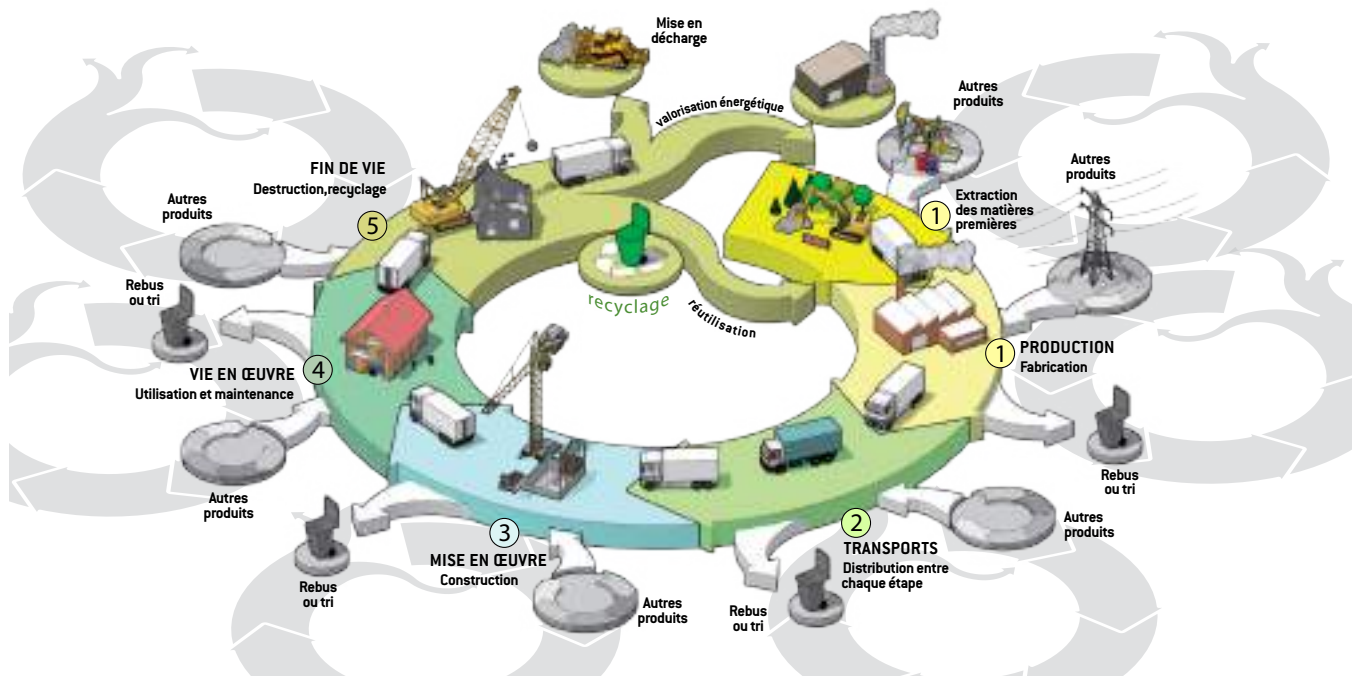 Mise en
décharge
valorisation énergétique
Autres
produits
Autres
produits
FIN DE VIE
Destruction,recyclage
5
Autres
produits
1
Extraction
des matières
premières
Rebus
ou tri
recyclage
réutilisation
1
PRODUCTION
Fabrication
4
VIE EN ŒUVRE
Utilisation et maintenance
Autres
produits
Rebus
ou tri
Rebus
ou tri
3
MISE EN ŒUVRE
Construction
2
TRANSPORTS
Distribution entre
chaque étape
Autres
produits
Autres
produits
Rebus
ou tri